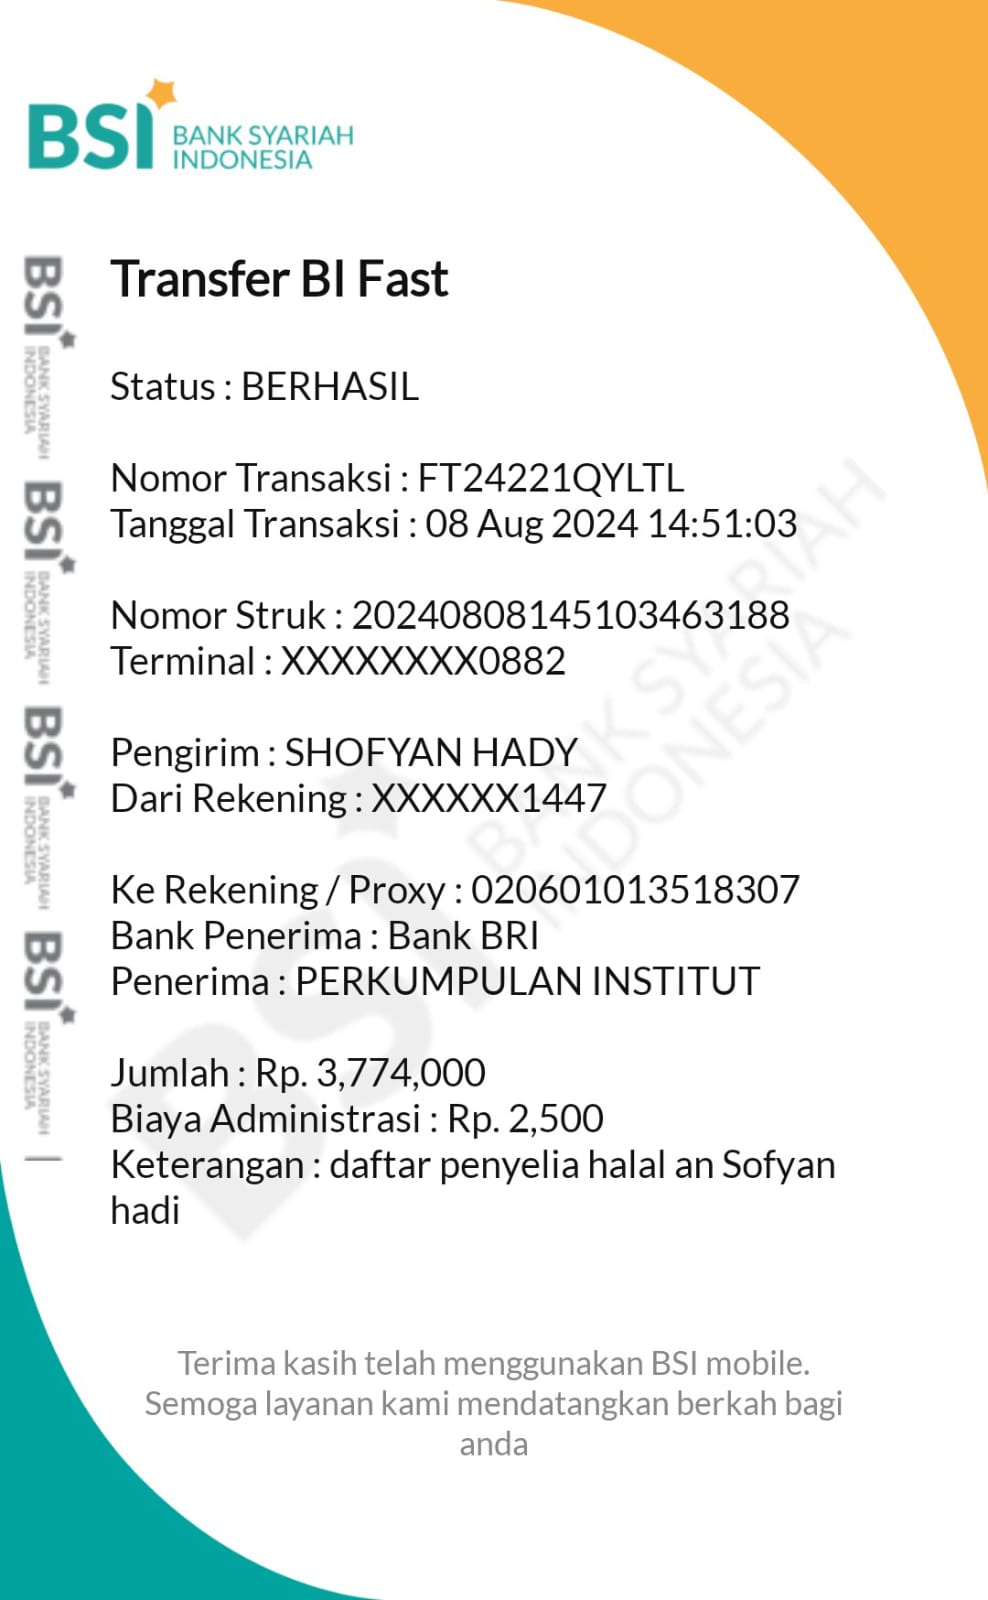 BSI BANK SYARIAH
INDONESIA
Transfer BI Fast
Status : BERHASIL
Nomor Transaksi : FT24221QYLTL
Tanggal Transaksi : 08 Aug 2024 14:51:03
Nomor Struk : 20240808145103463188
Terminal : XXXXXXXX0882
Pengirim : SHOFYAN HADY
Dari Rekening : XXXXXX1447
Ke Rekening / Proxy : 020601013518307
Bank Penerima : Bank BRI
Penerima : PERKUMPULAN INSTITUT
Jumlah : Rp. 3,774,000
Biaya Administrasi : Rp. 2,500
Keterangan : daftar penyelia halal an Sofyan
hadi
Terima kasih telah menggunakan BSI mobile.
Semoga layanan kami mendatangkan berkah bagi
anda
BSI BANK SYARIAH
INDONESIA
BSI BANK SYARIAH
INDONESIA
BSI BANK SYARIAH
INDONESIA
BSI BANK SYARIAH
INDONESIA
BSI BANK SYARIAH
INDONESIA